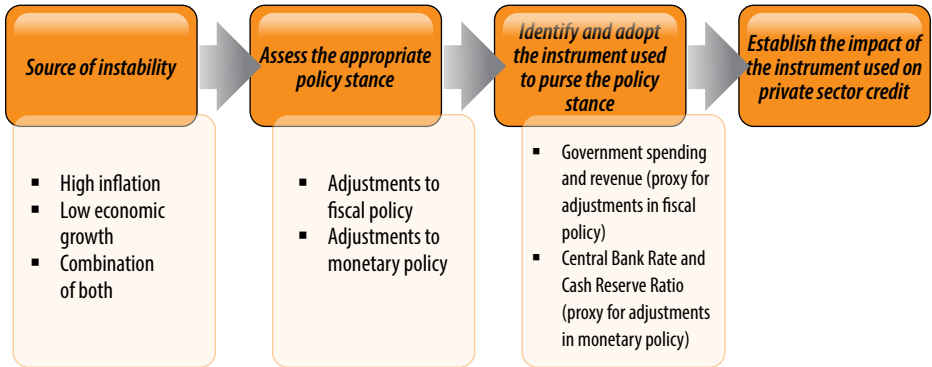 Source of instability
▪ High inflation
▪ Low economic
growth
▪ Combination
of both
Assess the appropriate
policy stance
▪ Adjustments to
fiscal policy
▪ Adjustments to
monetary policy
Identify and adopt
the instrument used
to purse the policy
stance
▪ Government spending
and revenue (proxy for
adjustments in fiscal
policy)
▪ Central Bank Rate and
Cash Reserve Ratio
(proxy for adjustments
in monetary policy)
Establish the impact of
the instrument used on
private sector credit